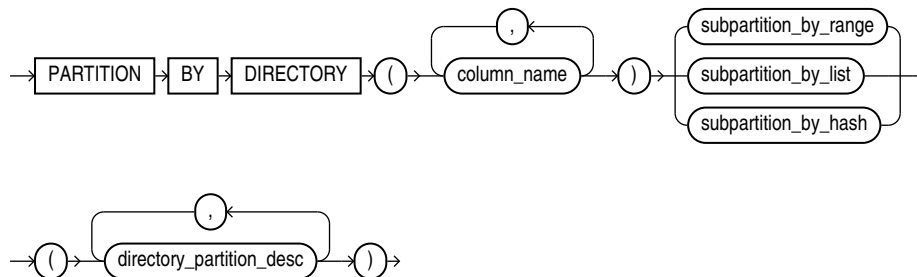 ,
subpartition_by_range
PARTITION BY DIRECTORY ( column_name ) subpartition_by_list
subpartition_by_hash
,
( directory_partition_desc )